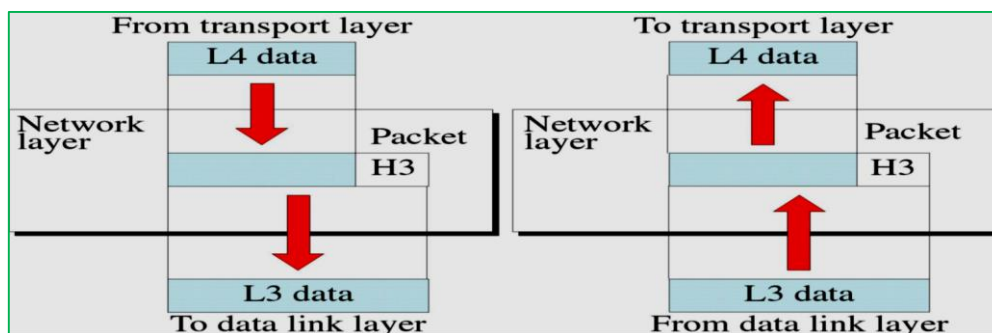 From transport layer
L4 data
Network
layer
Packet
H3
L3 data
To data link layer
To transport layer
L4 data
Network
layer
Packet
H3
L3 data
From data link layer